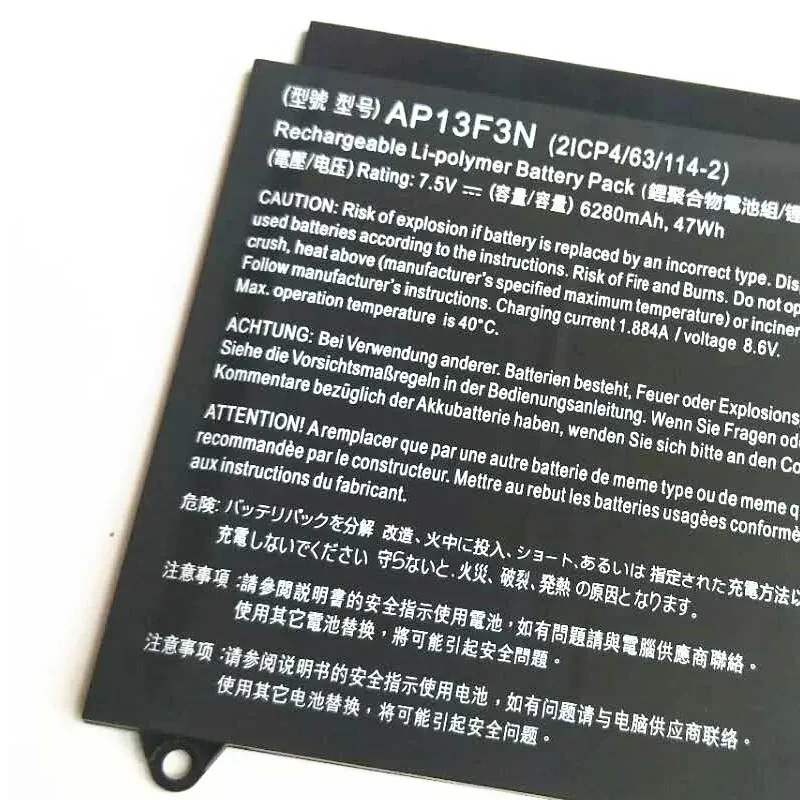 (型號 型号) AP13F3N (2ICP4/63/114-2)
Rechargeable Li-polymer Battery Pack (鋰聚合物電池組/锂
(電壓/电压) Rating: 7.5V ⎓ (容量/容量) 6280mAh, 47Wh
CAUTION: Risk of explosion if battery is replaced by an incorrect type. Dis
used batteries according to the instructions. Risk of Fire and Burns. Do not op
crush, heat above (manufacturer's specified maximum temperature) or inciner
Follow manufacturer's instructions. Charging current 1.884A / voltage 8.6V.
Max. operation temperature is 40°C.
ACHTUNG: Bei Verwendung anderer. Batterien besteht, Feuer oder Explosions
Siehe die Vorsichtsmaßregeln in der Bedienungsanleitung. Wenn Sie Fragen od
Kommentare bezüglich der Akkubatterie haben, wenden Sie sich bitte an den Co
ATTENTION! A remplacer que par une autre batterie de meme type ou de meme q
recommandèe par le constructeur. Mettre au rebut les batteries usagèes conformè
aux instructions du fabricant.
危険: バッテリパックを分解 改造、火中に投入、ショート、あるいは 指定された充電方法以
充電しないでください 守らないと、火災、破裂、発熱 の原因となります。
注意事項 :請參閱說明書的安全指示使用電池，如有問題請與電腦供應商聯絡。
使用其它電池替換，將可能引起安全問題。
注意事项 :请参阅说明书的安全指示使用电池，如有问题请与电脑供应商联络。
使用其它电池替换，将可能引起安全问题。